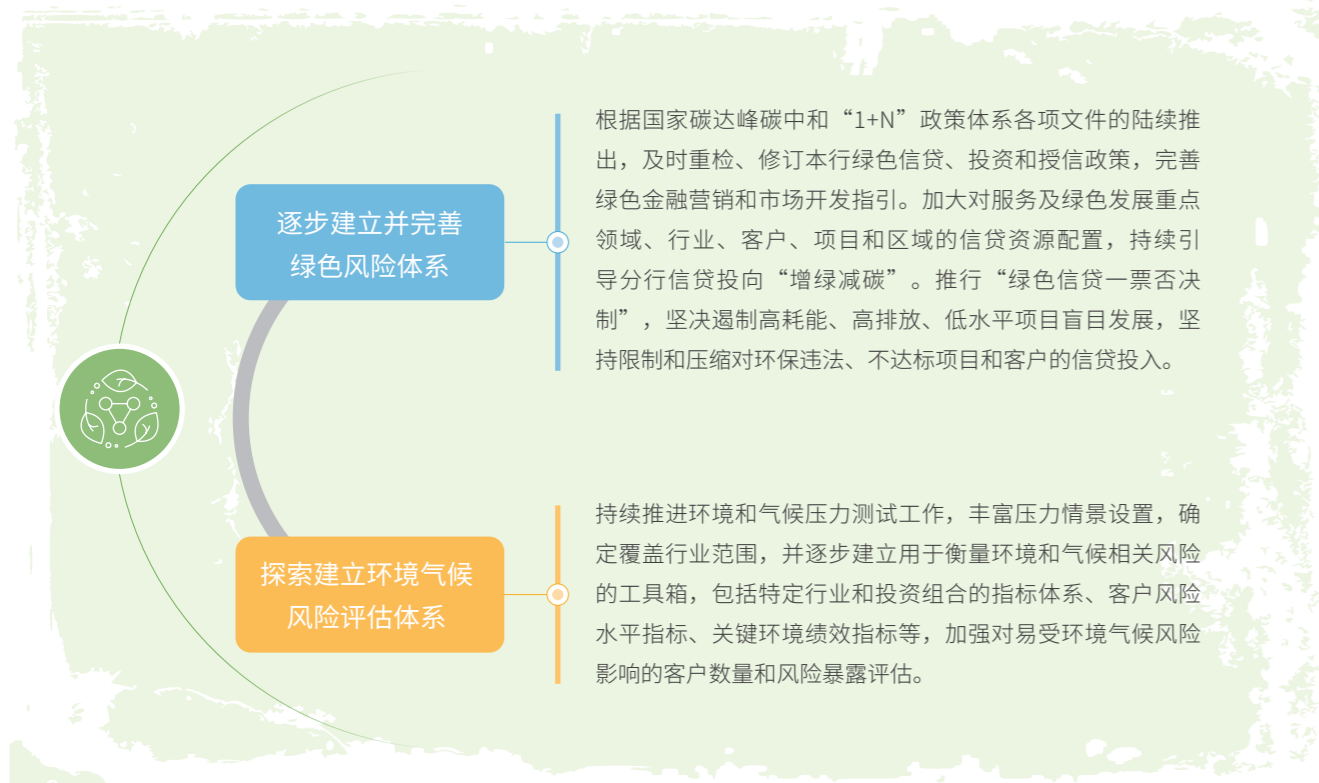 逐步建立并完善
绿色风险体系
根据国家碳达峰碳中和“1+N”政策体系各项文件的陆续推
出，及时重检、修订本行绿色信贷、投资和授信政策，完善
绿色金融营销和市场开发指引。加大对服务及绿色发展重点
领域、行业、客户、项目和区域的信贷资源配置，持续引
导分行信贷投向“增绿减碳”。推行“绿色信贷一票否决
制”，坚决遏制高耗能、高排放、低水平项目盲目发展，坚
持限制和压缩对环保违法、不达标项目和客户的信贷投入。
探索建立环境气候
风险评估体系
持续推进环境和气候压力测试工作，丰富压力情景设置，确
定覆盖行业范围，并逐步建立用于衡量环境和气候相关风险
的工具箱，包括特定行业和投资组合的指标体系、客户风险
水平指标、关键环境绩效指标等，加强对易受环境气候风险
影响的客户数量和风险暴露评估。